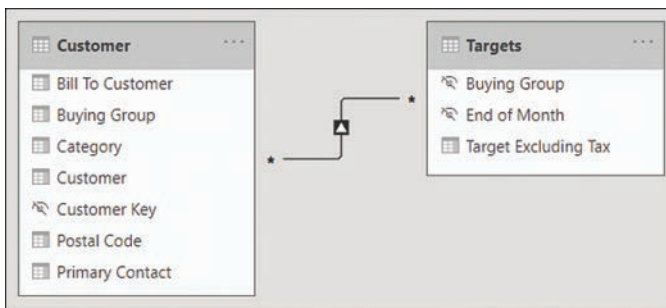 Customer
Bill To Customer
Buying Group
Category
Customer
Customer Key
Postal Code
Primary Contact
Targets
Buying Group
End of Month
Target Excluding Tax